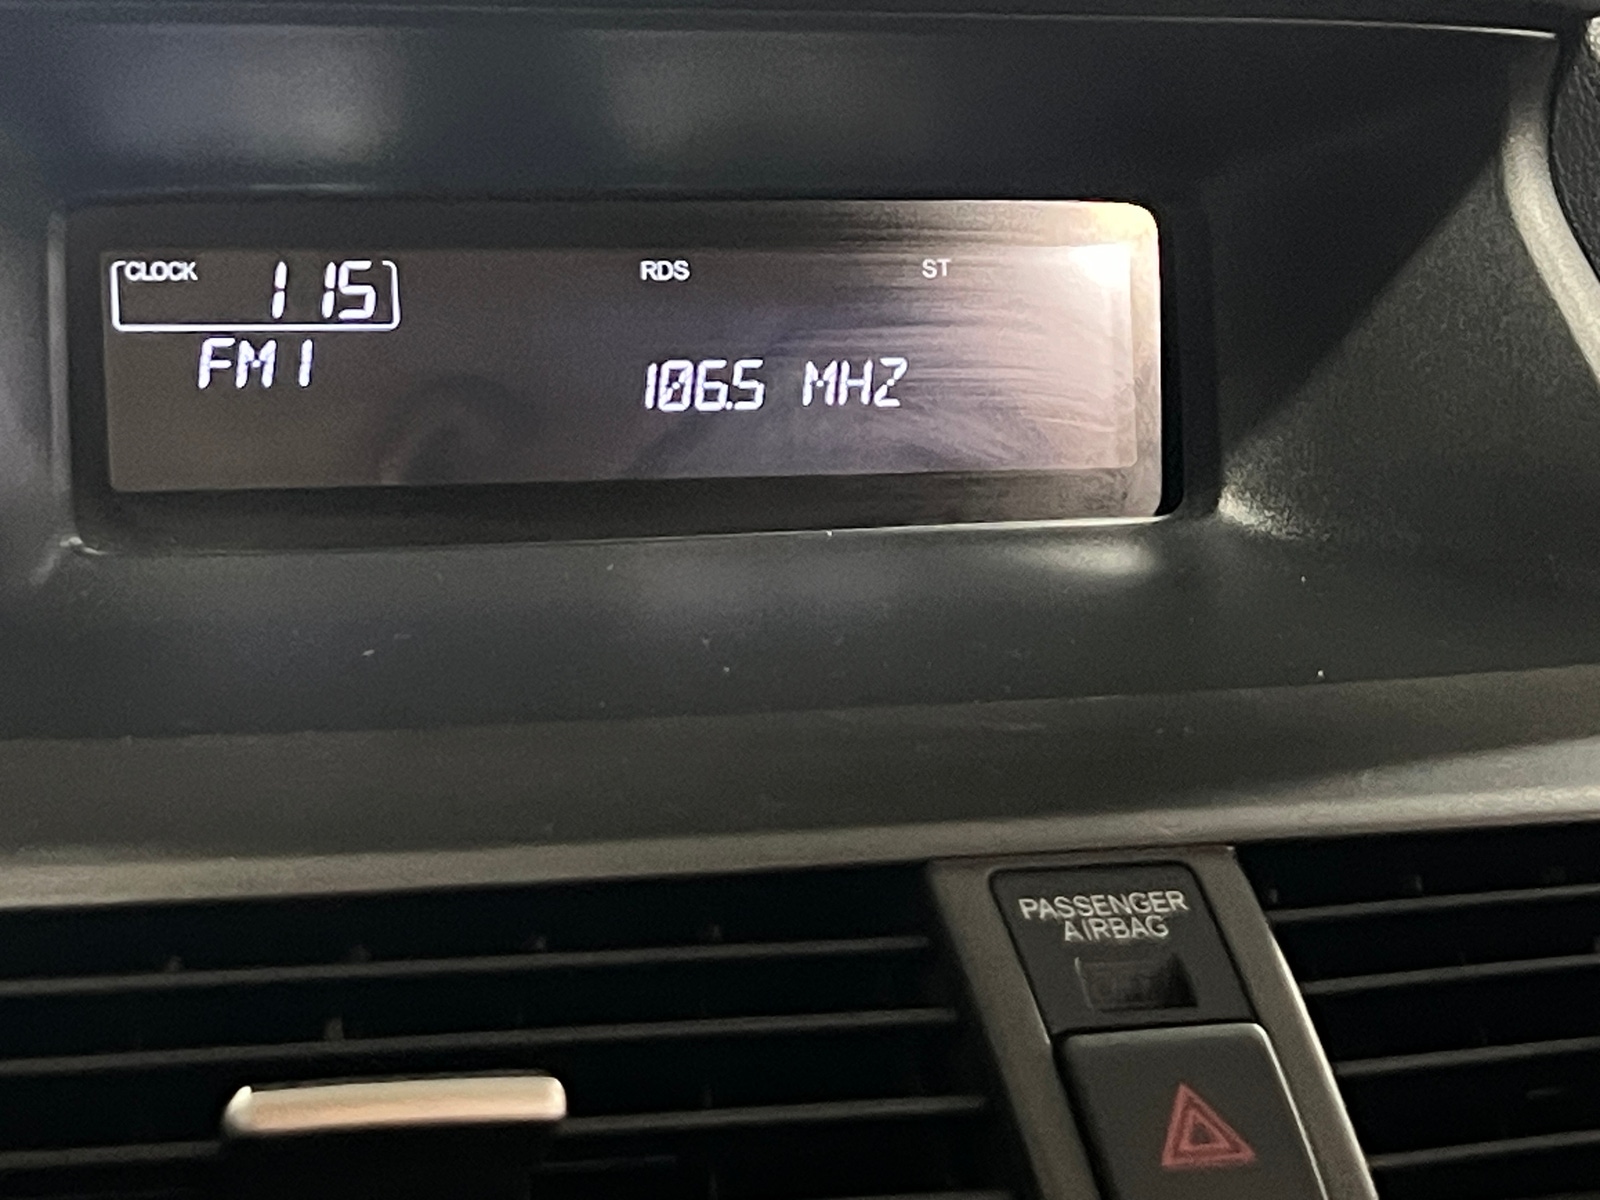 CLOCK 1 15
RDS
ST
FM1
106.5 MHZ
PASSENGER
AIRBAG